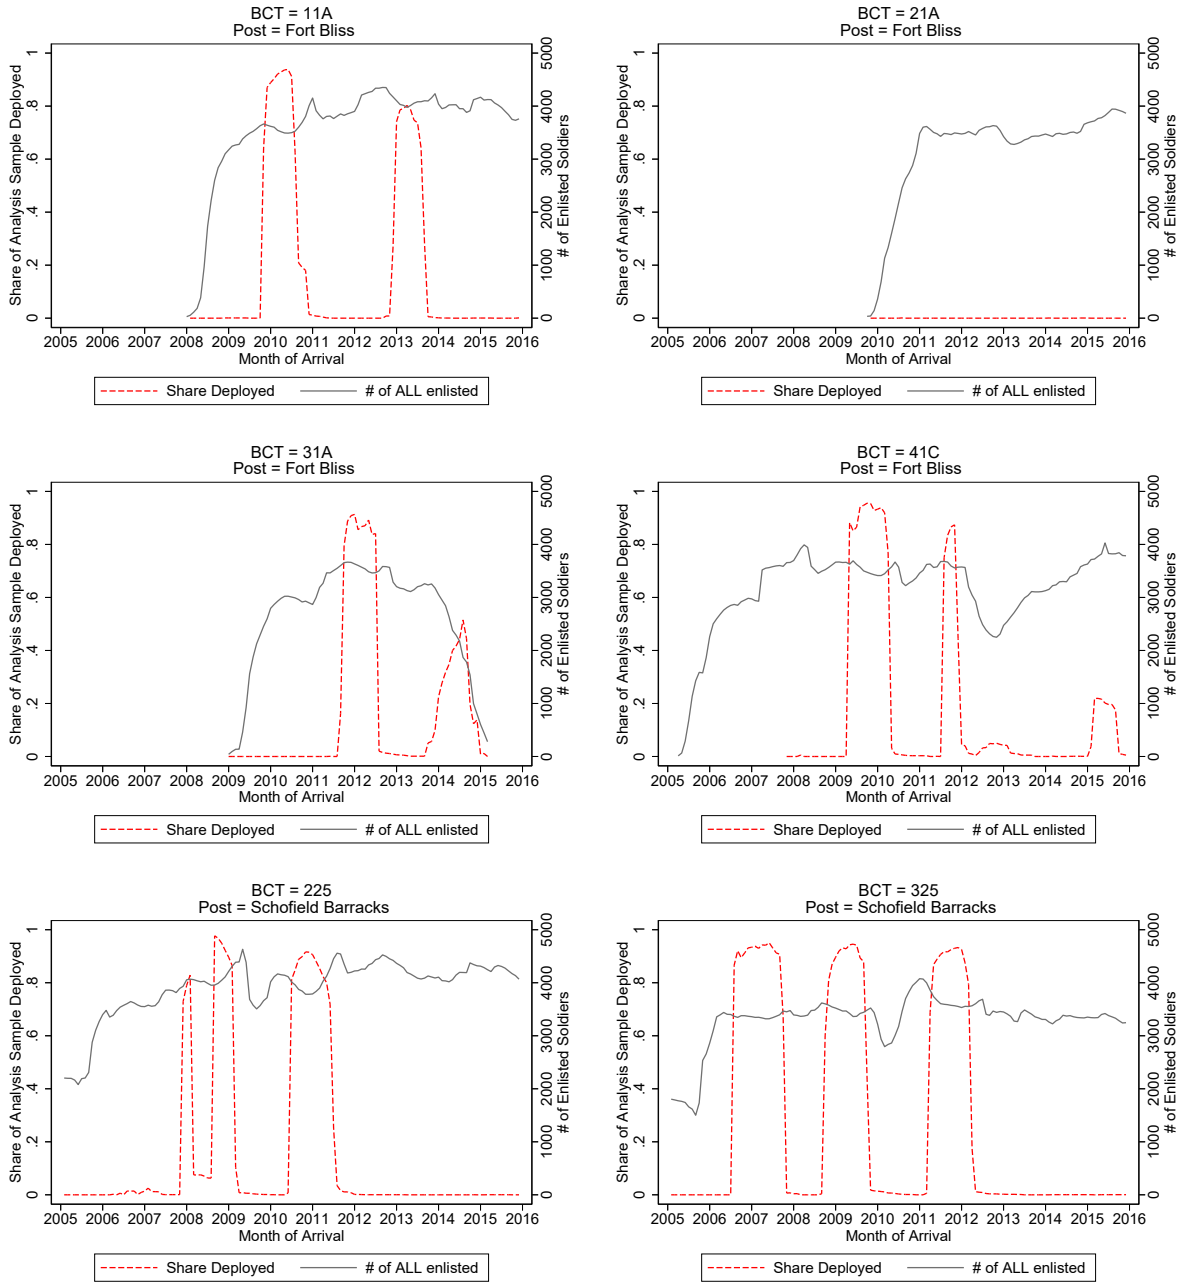 BCT = 11A
Post = Fort Bliss
Share of Analysis Sample Deployed
0 .2 .4 .6 .8 1
# of Enlisted Soldiers
0 1000 2000 3000 4000 5000
2005 2006 2007 2008 2009 2010 2011 2012 2013 2014 2015 2016
Month of Arrival
Share Deployed # of ALL enlisted
BCT = 21A
Post = Fort Bliss
Share of Analysis Sample Deployed
0 .2 .4 .6 .8 1
# of Enlisted Soldiers
0 1000 2000 3000 4000 5000
2005 2006 2007 2008 2009 2010 2011 2012 2013 2014 2015 2016
Month of Arrival
Share Deployed # of ALL enlisted
BCT = 31A
Post = Fort Bliss
Share of Analysis Sample Deployed
0 .2 .4 .6 .8 1
# of Enlisted Soldiers
0 1000 2000 3000 4000 5000
2005 2006 2007 2008 2009 2010 2011 2012 2013 2014 2015 2016
Month of Arrival
Share Deployed # of ALL enlisted
BCT = 41C
Post = Fort Bliss
Share of Analysis Sample Deployed
0 .2 .4 .6 .8 1
# of Enlisted Soldiers
0 1000 2000 3000 4000 5000
2005 2006 2007 2008 2009 2010 2011 2012 2013 2014 2015 2016
Month of Arrival
Share Deployed # of ALL enlisted
BCT = 225
Post = Schofield Barracks
Share of Analysis Sample Deployed
0 .2 .4 .6 .8 1
# of Enlisted Soldiers
0 1000 2000 3000 4000 5000
2005 2006 2007 2008 2009 2010 2011 2012 2013 2014 2015 2016
Month of Arrival
Share Deployed # of ALL enlisted
BCT = 325
Post = Schofield Barracks
Share of Analysis Sample Deployed
0 .2 .4 .6 .8 1
# of Enlisted Soldiers
0 1000 2000 3000 4000 5000
2005 2006 2007 2008 2009 2010 2011 2012 2013 2014 2015 2016
Month of Arrival
Share Deployed # of ALL enlisted